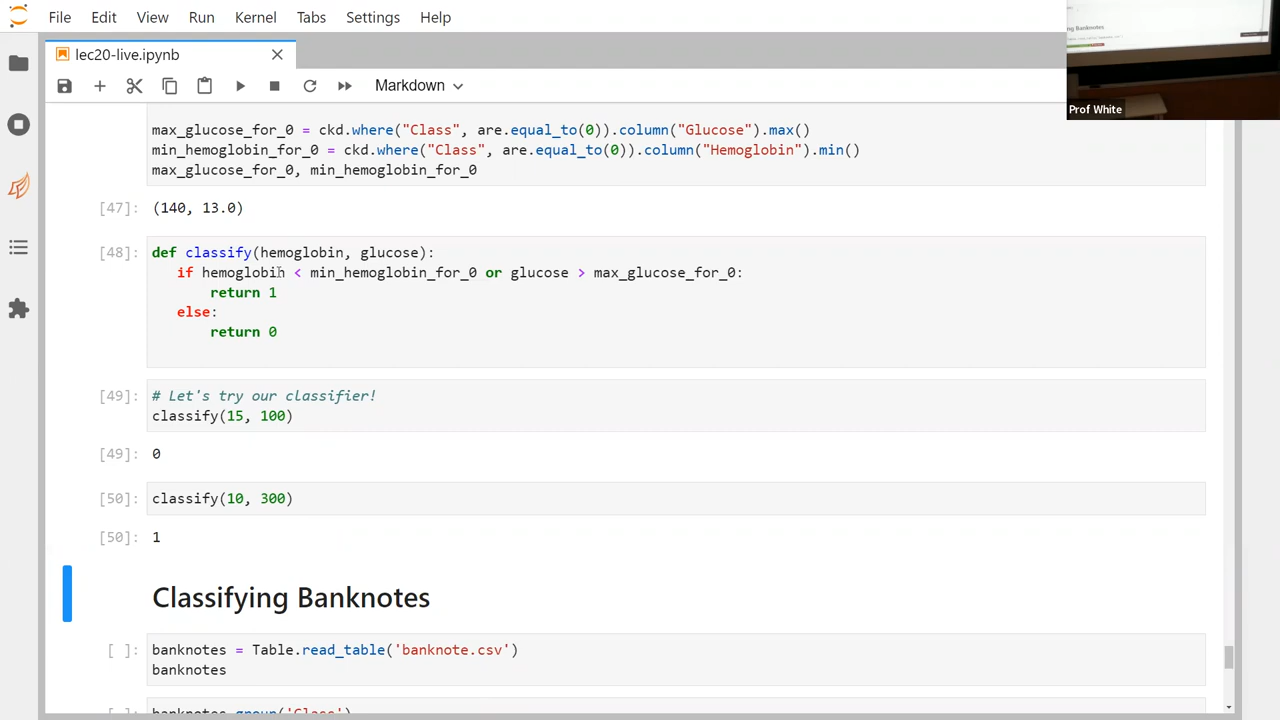 File Edit View Run Kernel Tabs Settings Help
lec20-live.ipynb
Markdown
Prof White
max_glucose_for_0 = ckd.where("Class", are.equal_to(0)).column("Glucose").max()
min_hemoglobin_for_0 = ckd.where("Class", are.equal_to(0)).column("Hemoglobin").min()
max_glucose_for_0, min_hemoglobin_for_0
[47]: (140, 13.0)
[48]: def classify(hemoglobin, glucose):
if hemoglobin < min_hemoglobin_for_0 or glucose > max_glucose_for_0:
return 1
else:
return 0
[49]: # Let's try our classifier!
classify(15, 100)
[49]: 0
[50]: classify(10, 300)
[50]: 1
Classifying Banknotes
[ ]: banknotes = Table.read_table('banknote.csv')
banknotes
[ ]: banknotes.group('Class')